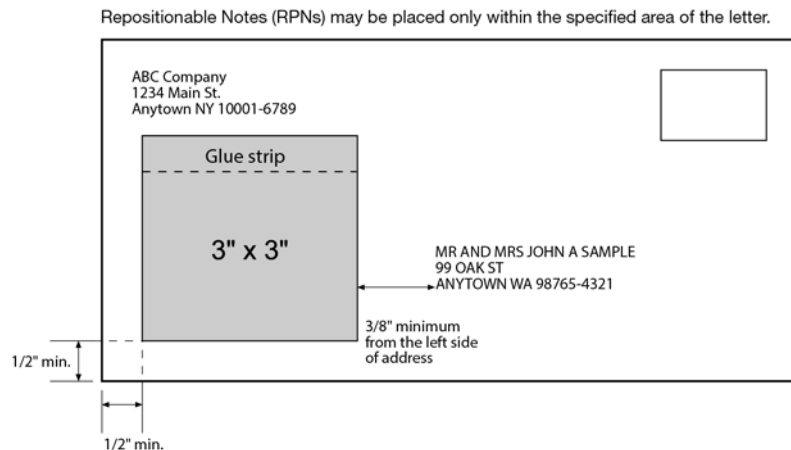 Repositionable Notes (RPNs) may be placed only within the specified area of the letter.
ABC Company
1234 Main St.
Anytown NY 10001-6789
Glue strip
3" x 3"
MR AND MRS JOHN A SAMPLE
99 OAK ST
ANYTOWN WA 98765-4321
3/8" minimum
from the left side
of address
1/2" min.
1/2" min.